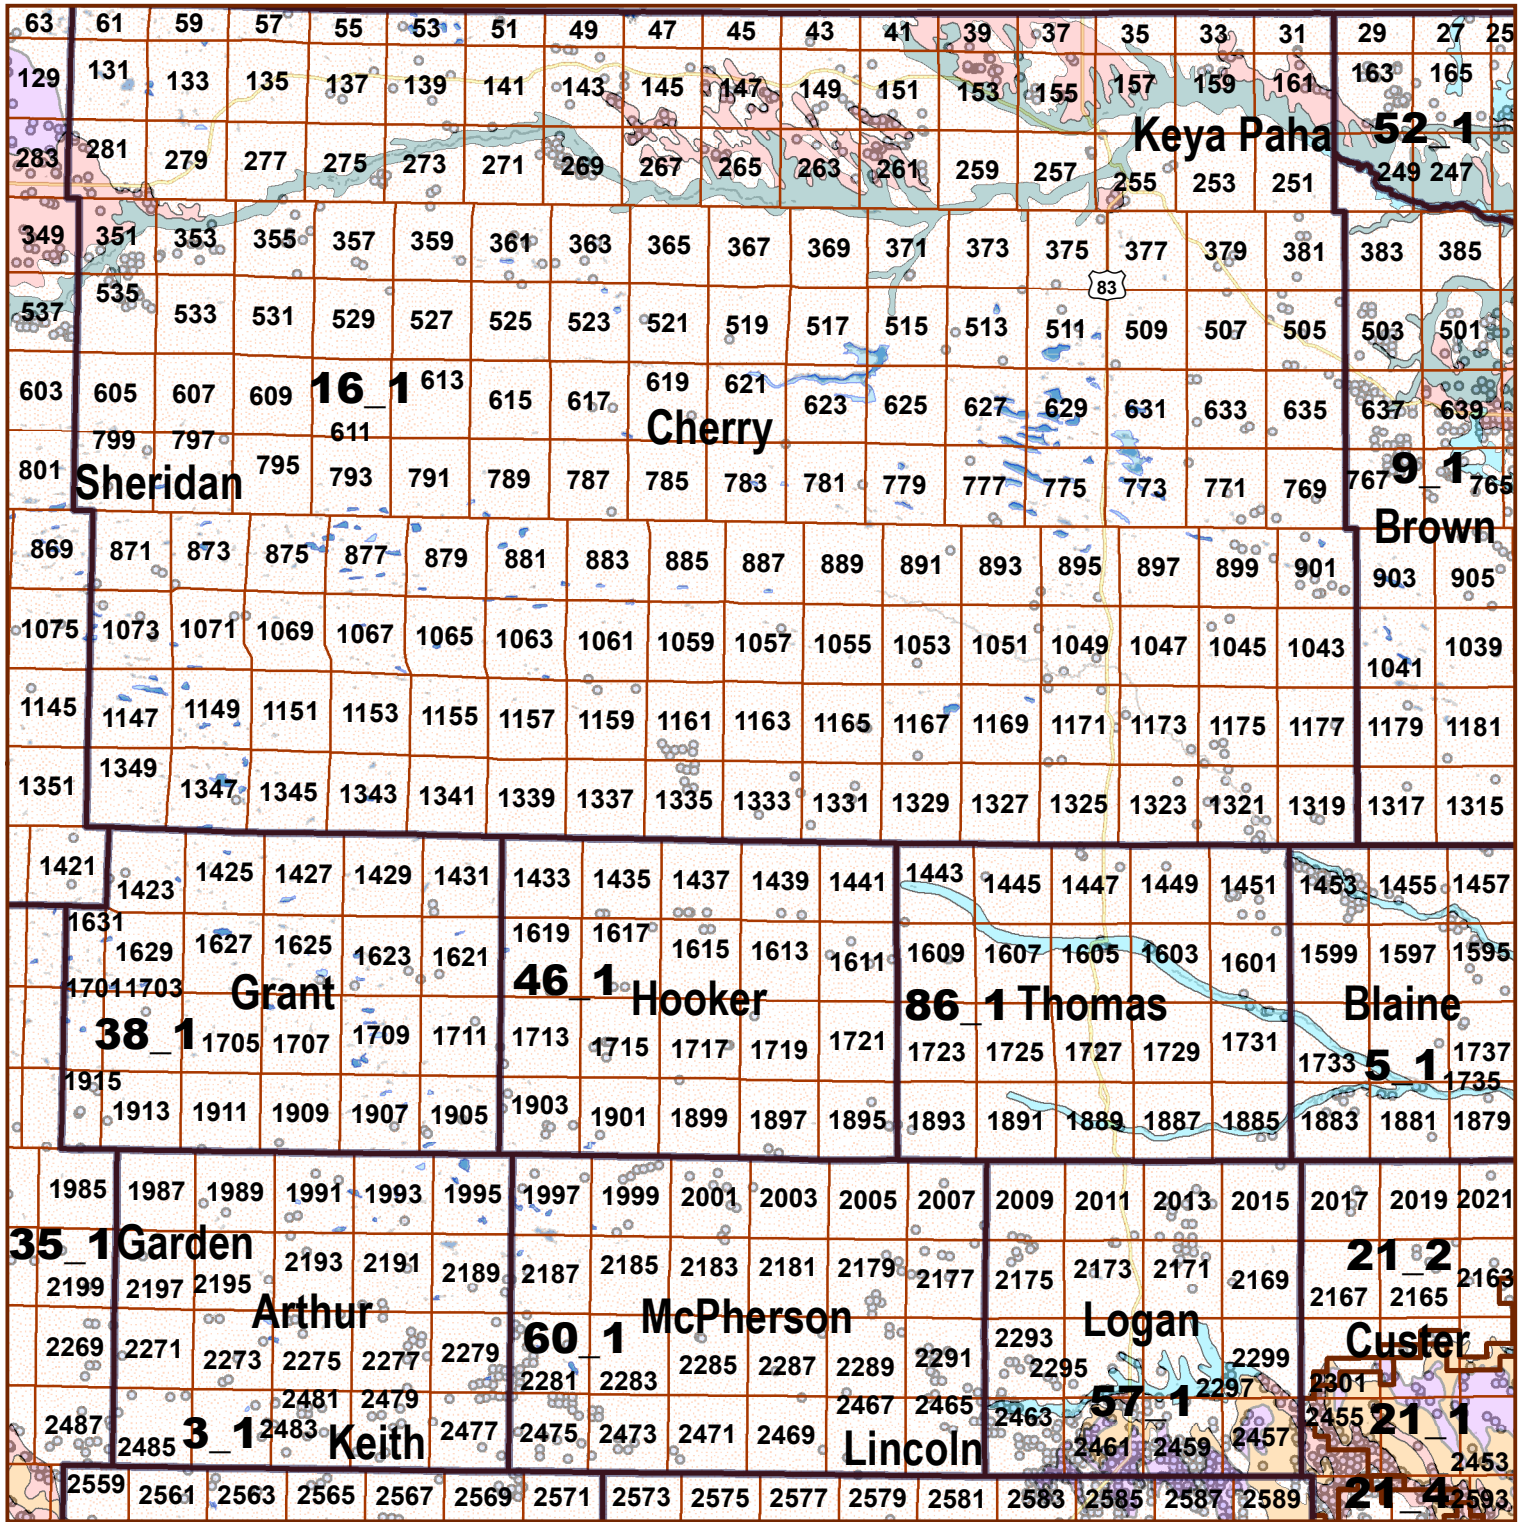 63 61 59 57 55 53 51 49 47 45 43 41 39 37 35 33 31 29 27 25
129 131 133 135 137 139 141 143 145 147 149 151 153 155 157 159 161 163 165
Keya Paha 52_1
283 281 279 277 275 273 271 269 267 265 263 261 259 257 255 253 251 249 247
349 351 353 355 357 359 361 363 365 367 369 371 373 375 377 379 381 383 385
83
537 535 533 531 529 527 525 523 521 519 517 515 513 511 509 507 505 503 501
603 605 607 609 16_1 613 615 617 619 621 623 625 627 629 631 633 635 637 639
611 Cherry
799 797
801 Sheridan 795 793 791 789 787 785 783 781 779 777 775 773 771 769 767 9_1 765
Brown
869 871 873 875 877 879 881 883 885 887 889 891 893 895 897 899 901 903 905
1075 1073 1071 1069 1067 1065 1063 1061 1059 1057 1055 1053 1051 1049 1047 1045 1043 1041 1039
1145 1147 1149 1151 1153 1155 1157 1159 1161 1163 1165 1167 1169 1171 1173 1175 1177 1179 1181
1351 1349 1347 1345 1343 1341 1339 1337 1335 1333 1331 1329 1327 1325 1323 1321 1319 1317 1315
1421 1423 1425 1427 1429 1431 1433 1435 1437 1439 1441 1443 1445 1447 1449 1451 1453 1455 1457
1631 1629 1627 1625 1623 1621 1619 1617 1615 1613 1611 1609 1607 1605 1603 1601 1599 1597 1595
1701 1703 Grant 46_1 Hooker 86_1 Thomas Blaine
38_1 1705 1707 1709 1711 1713 1715 1717 1719 1721 1723 1725 1727 1729 1731 1733 5_1 1737
1735
1915 1913 1911 1909 1907 1905 1903 1901 1899 1897 1895 1893 1891 1889 1887 1885 1883 1881 1879
1985 1987 1989 1991 1993 1995 1997 1999 2001 2003 2005 2007 2009 2011 2013 2015 2017 2019 2021
35_1 Garden 21_2
2199 2197 2195 2193 2191 2189 2187 2185 2183 2181 2179 2177 2175 2173 2171 2169 2167 2165 2163
Arthur McPherson Logan
60_1 Custer
2269 2271 2273 2275 2277 2279 2281 2283 2285 2287 2289 2291 2293 2295 2297 2299 2301
2481 2479 57_1
2487 2485 3_1 2483 Keith 2477 2475 2473 2471 2469 2467 2465 2463 2461 2459 2457 2455 21_1 2453
Lincoln
2559 2561 2563 2565 2567 2569 2571 2573 2575 2577 2579 2581 2583 2585 2587 2589 21_4 2593